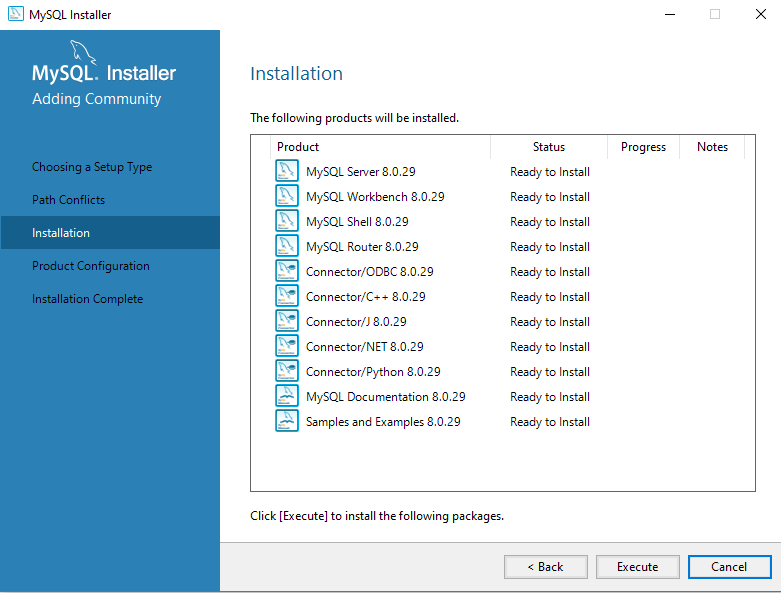 MySQL Installer
MySQL. Installer
Adding Community
Choosing a Setup Type
Path Conflicts
Installation
Product Configuration
Installation Complete
Installation
The following products will be installed.
Product Status Progress Notes
MySQL Server 8.0.29 Ready to Install
MySQL Workbench 8.0.29 Ready to Install
MySQL Shell 8.0.29 Ready to Install
MySQL Router 8.0.29 Ready to Install
Connector/ODBC 8.0.29 Ready to Install
Connector/C++ 8.0.29 Ready to Install
Connector/J 8.0.29 Ready to Install
Connector/NET 8.0.29 Ready to Install
Connector/Python 8.0.29 Ready to Install
MySQL Documentation 8.0.29 Ready to Install
Samples and Examples 8.0.29 Ready to Install
Click [Execute] to install the following packages.
< Back Execute Cancel